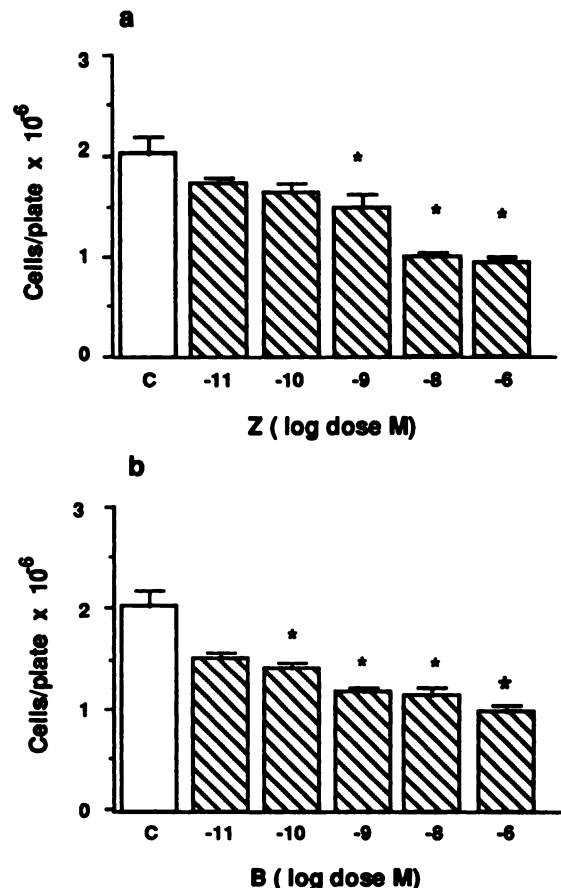 a
Cells/plate x 10-6
3
2
1
0
*
*
*
C -11 -10 -9 -8 -6
Z ( log dose M)
b
Cells/plate x 10-6
3
2
1
0
*
*
*
*
C -11 -10 -9 -8 -6
B ( log dose M)